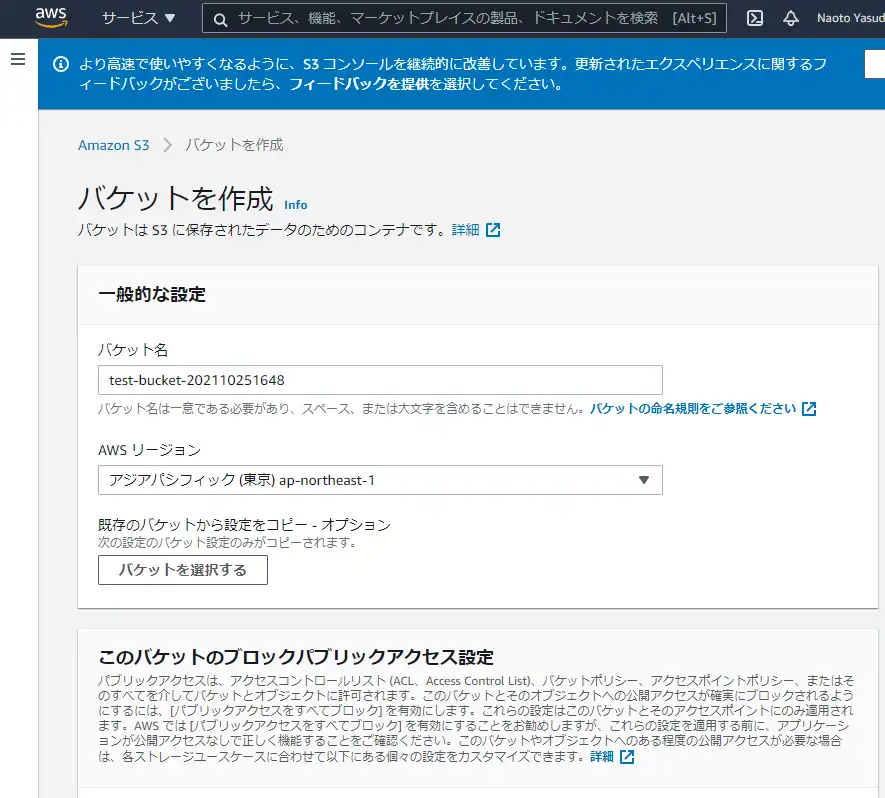 aws
サービス ▼
サービス、機能、マーケットプレイスの製品、ドキュメントを検索 [Alt+S]
Naoto Yasud
より高速で使いやすくなるように、S3 コンソールを継続的に改善しています。更新されたエクスペリエンスに関するフ
ィードバックがございましたら、フィードバックを提供を選択してください。
Amazon S3 > バケットを作成
バケットを作成 Info
バケットは S3 に保存されたデータのためのコンテナです。詳細
一般的な設定
バケット名
test-bucket-202110251648
バケット名は一意である必要があり、スペース、または大文字を含めることはできません。バケットの命名規則をご参照ください
AWS リージョン
アジアパシフィック (東京) ap-northeast-1
既存のバケットから設定をコピー - オプション
次の設定のバケット設定のみがコピーされます。
バケットを選択する
このバケットのブロックパブリックアクセス設定
パブリックアクセスは、アクセスコントロールリスト (ACL、Access Control List)、バケットポリシー、アクセスポイントポリシー、またはそ
のすべてを介してバケットとオブジェクトに許可されます。このバケットとそのオブジェクトへの公開アクセスが確実にブロックされるよう
にするには、[パブリックアクセスをすべてブロック] を有効にします。これらの設定はこのバケットとそのアクセスポイントにのみ適用され
ます。AWS では [パブリックアクセスをすべてブロック] を有効にすることをお勧めしますが、これらの設定を適用する前に、アプリケーシ
ョンが公開アクセスなしで正しく機能することをご確認ください。このバケットやオブジェクトへのある程度の公開アクセスが必要な場合
は、各ストレージユースケースに合わせて以下にある個々の設定をカスタマイズできます。詳細